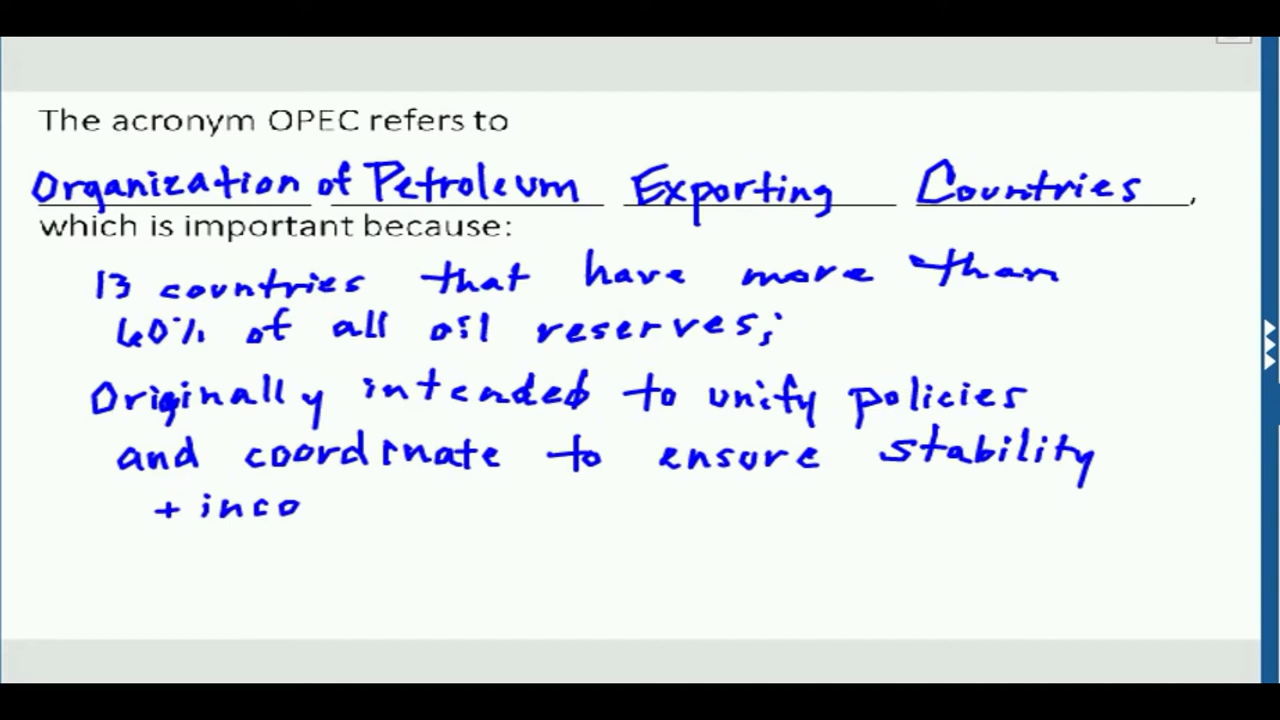 The acronym OPEC refers to
Organization of Petroleum Exporting Countries,
which is important because:
13 countries that have more than
60% of all oil reserves;
Originally intended to unify policies
and coordinate to ensure stability
+ inco